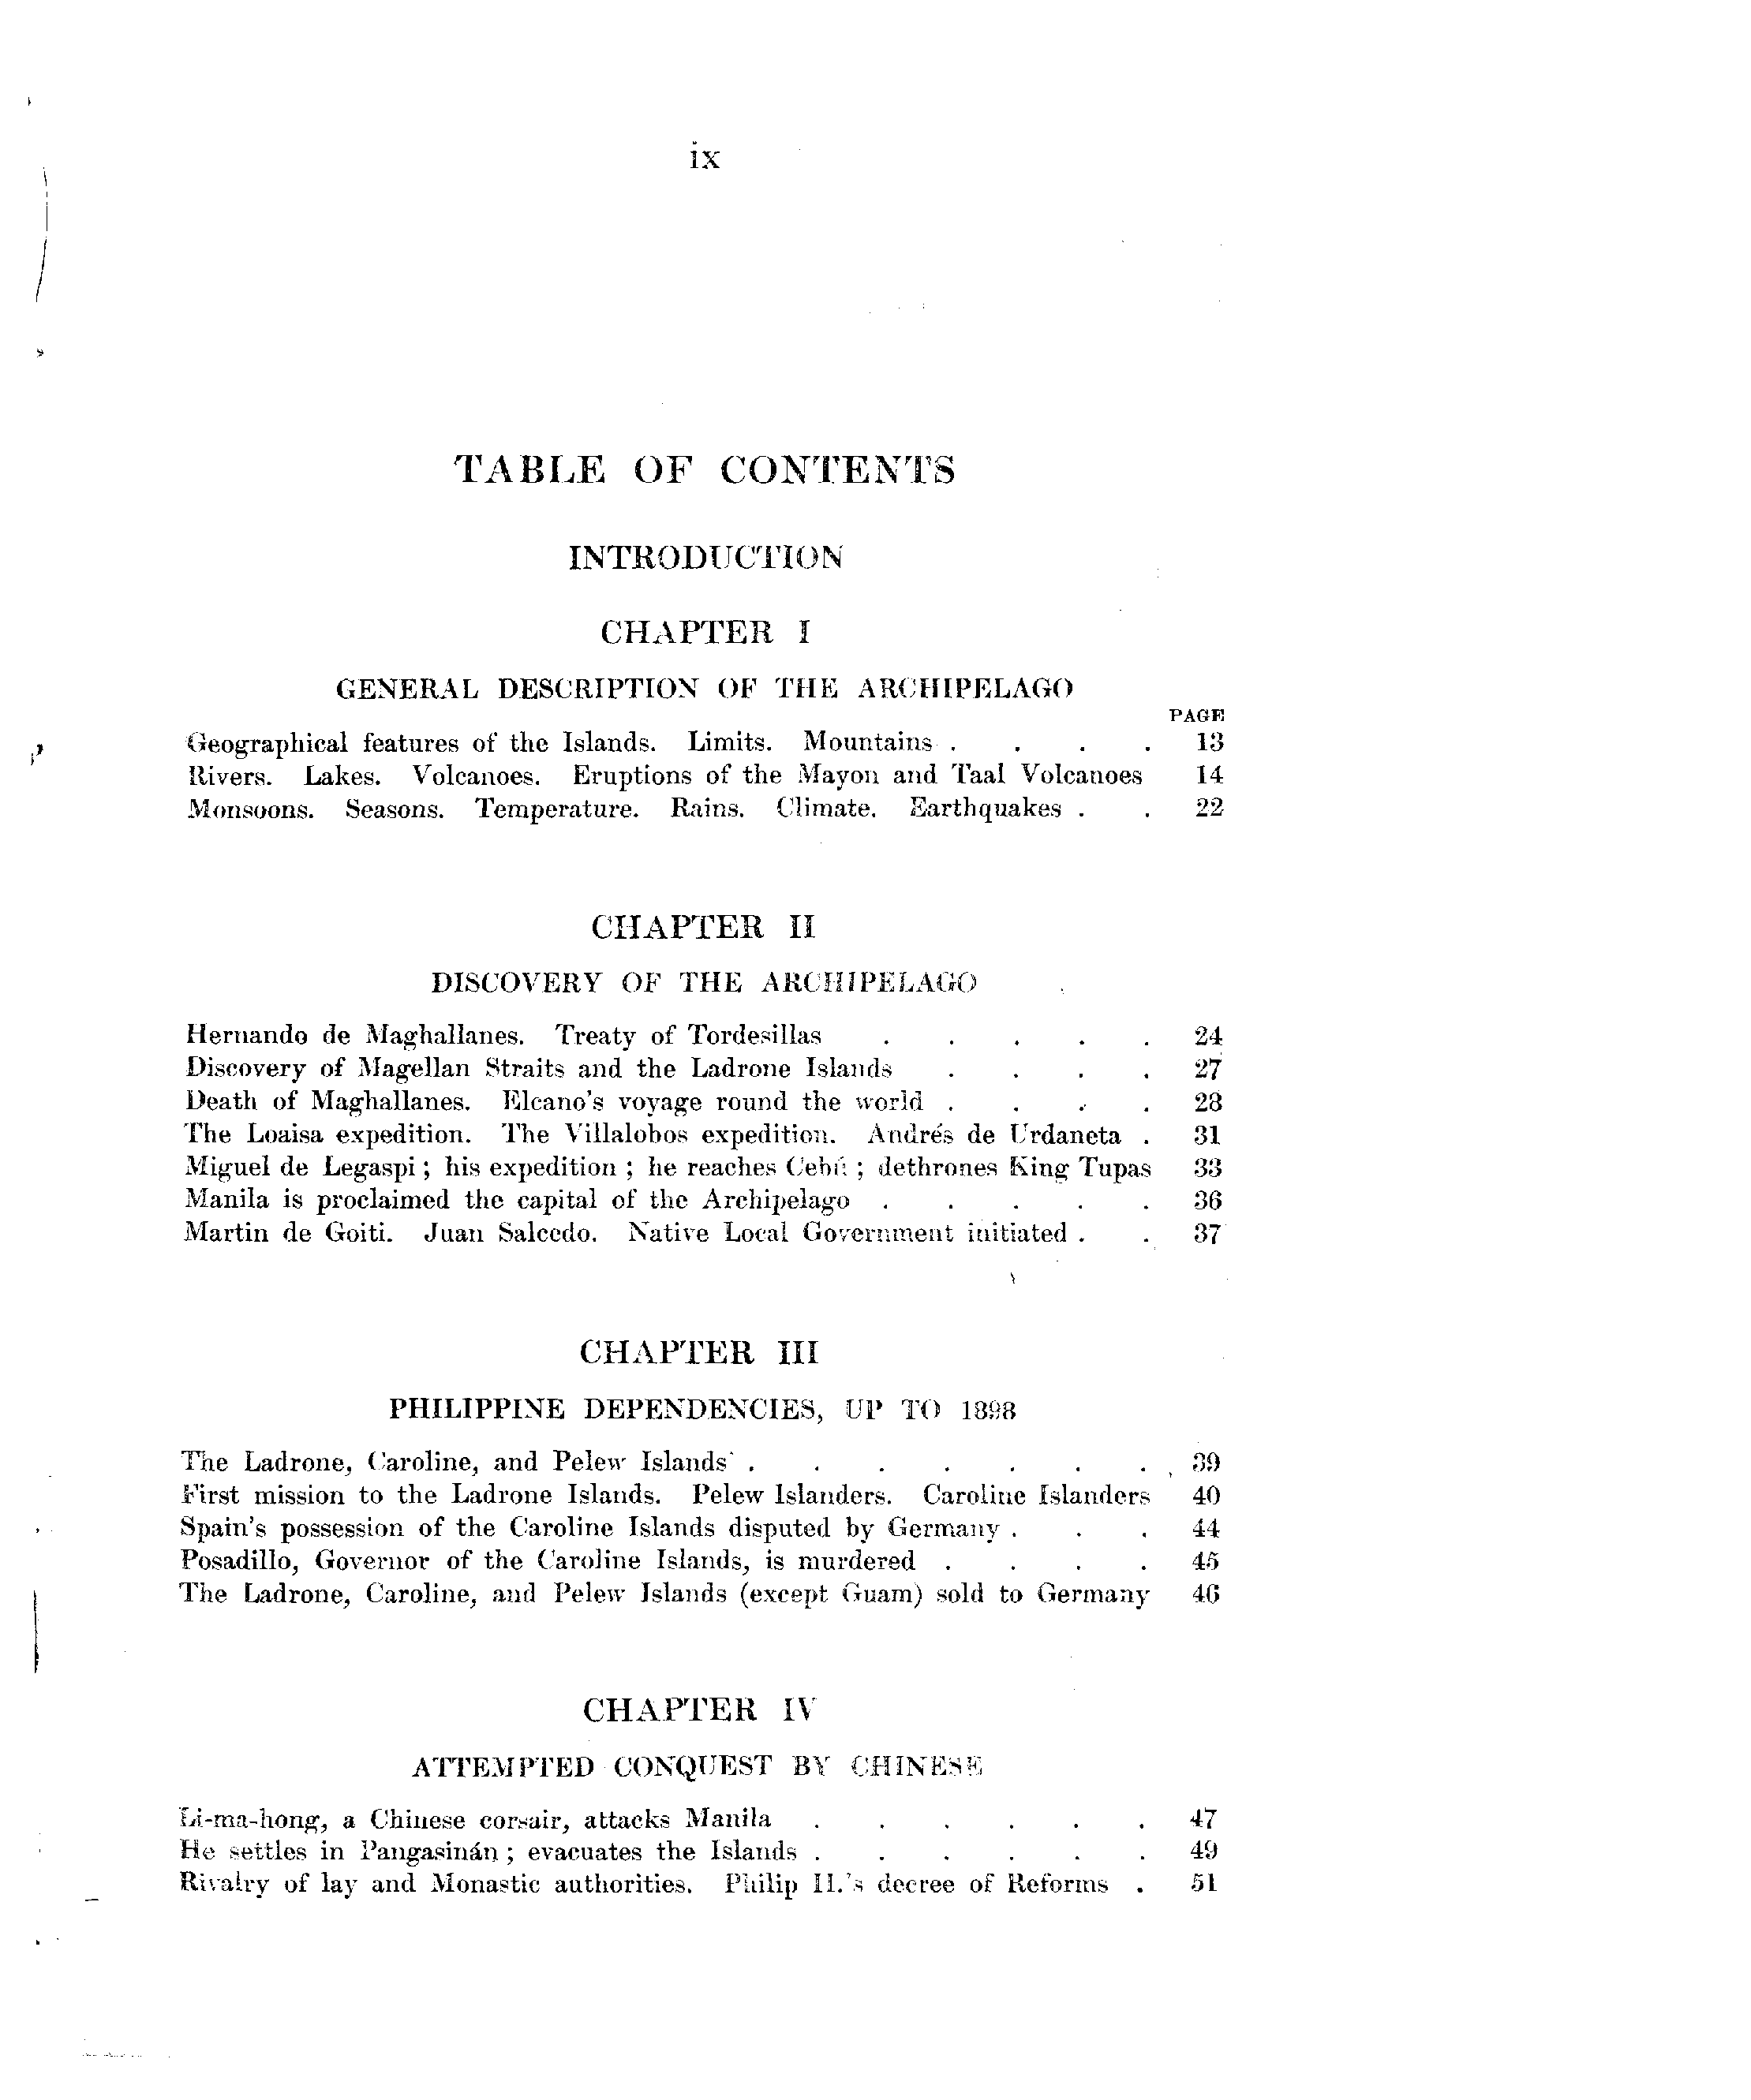 ix
TABLE OF CONTENTS
INTRODUCTION
CHAPTER I
GENERAL DESCRIPTION OF THE ARCHIPELAGO
PAGE
Geographical features of the Islands. Limits. Mountains . . . . 13
Rivers. Lakes. Volcanoes. Eruptions of the Mayon and Taal Volcanoes 14
Monsoons. Seasons. Temperature. Rains. Climate. Earthquakes . . 22
CHAPTER II
DISCOVERY OF THE ARCHIPELAGO
Hernando de Maghallanes. Treaty of Tordesillas . . . . . 24
Discovery of Magellan Straits and the Ladrone Islands . . . . 27
Death of Maghallanes. Elcano's voyage round the world . . . . 28
The Loaisa expedition. The Villalobos expedition. Andrés de Urdaneta . 31
Miguel de Legaspi ; his expedition ; he reaches Cebú ; dethrones King Tupas 33
Manila is proclaimed the capital of the Archipelago . . . . . 36
Martin de Goiti. Juan Salcedo. Native Local Government initiated . . 37
CHAPTER III
PHILIPPINE DEPENDENCIES, UP TO 1898
The Ladrone, Caroline, and Pelew Islands . . . . . . . 39
First mission to the Ladrone Islands. Pelew Islanders. Caroline Islanders 40
Spain's possession of the Caroline Islands disputed by Germany . . . 44
Posadillo, Governor of the Caroline Islands, is murdered . . . . 45
The Ladrone, Caroline, and Pelew Islands (except Guam) sold to Germany 46
CHAPTER IV
ATTEMPTED CONQUEST BY CHINESE
Li-ma-hong, a Chinese corsair, attacks Manila . . . . . . 47
He settles in Pangasinán ; evacuates the Islands . . . . . . 49
Rivalry of lay and Monastic authorities. Philip II.'s decree of Reforms . 51